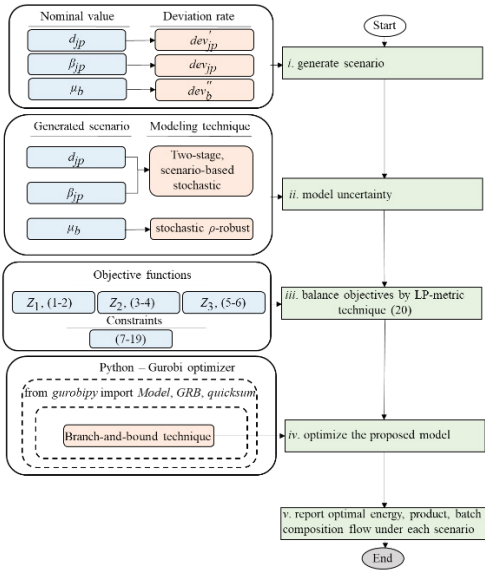 Nominal value
Deviation rate
Start
d_jp
dev'_jp
β_jp
dev_jp
μ_b
dev''_b
i. generate scenario
Generated scenario
Modeling technique
d_jp
Two-stage,
scenario-based
stochastic
β_jp
μ_b
stochastic ρ-robust
ii. model uncertainty
Objective functions
Z_1, (1-2)
Z_2, (3-4)
Z_3, (5-6)
Constraints
(7-19)
iii. balance objectives by LP-metric
technique (20)
Python – Gurobi optimizer
from gurobipy import Model, GRB, quicksum
Branch-and-bound technique
iv. optimize the proposed model
v. report optimal energy, product, batch
composition flow under each scenario
End